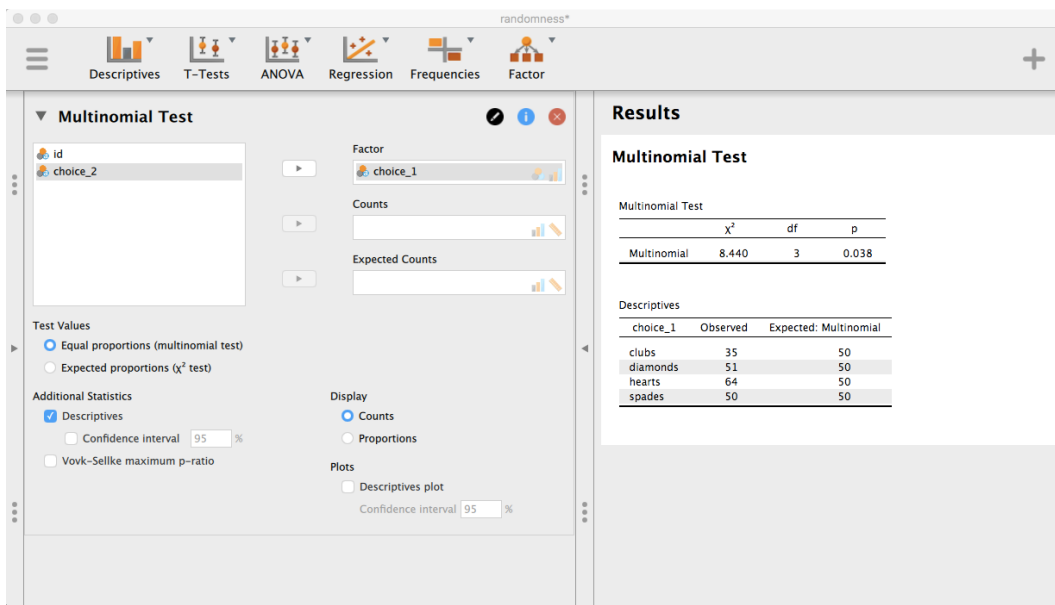 randomness*
Descriptives T-Tests ANOVA Regression Frequencies Factor
Multinomial Test
id
choice_2
Factor
choice_1
Counts
Expected Counts
Test Values
Equal proportions (multinomial test)
Expected proportions (χ² test)
Additional Statistics
Descriptives
Confidence interval 95 %
Vovk-Sellke maximum p-ratio
Display
Counts
Proportions
Plots
Descriptives plot
Confidence interval 95 %
Results
Multinomial Test
Multinomial Test
χ² df p
Multinomial 8.440 3 0.038
Descriptives
choice_1 Observed Expected: Multinomial
clubs 35 50
diamonds 51 50
hearts 64 50
spades 50 50